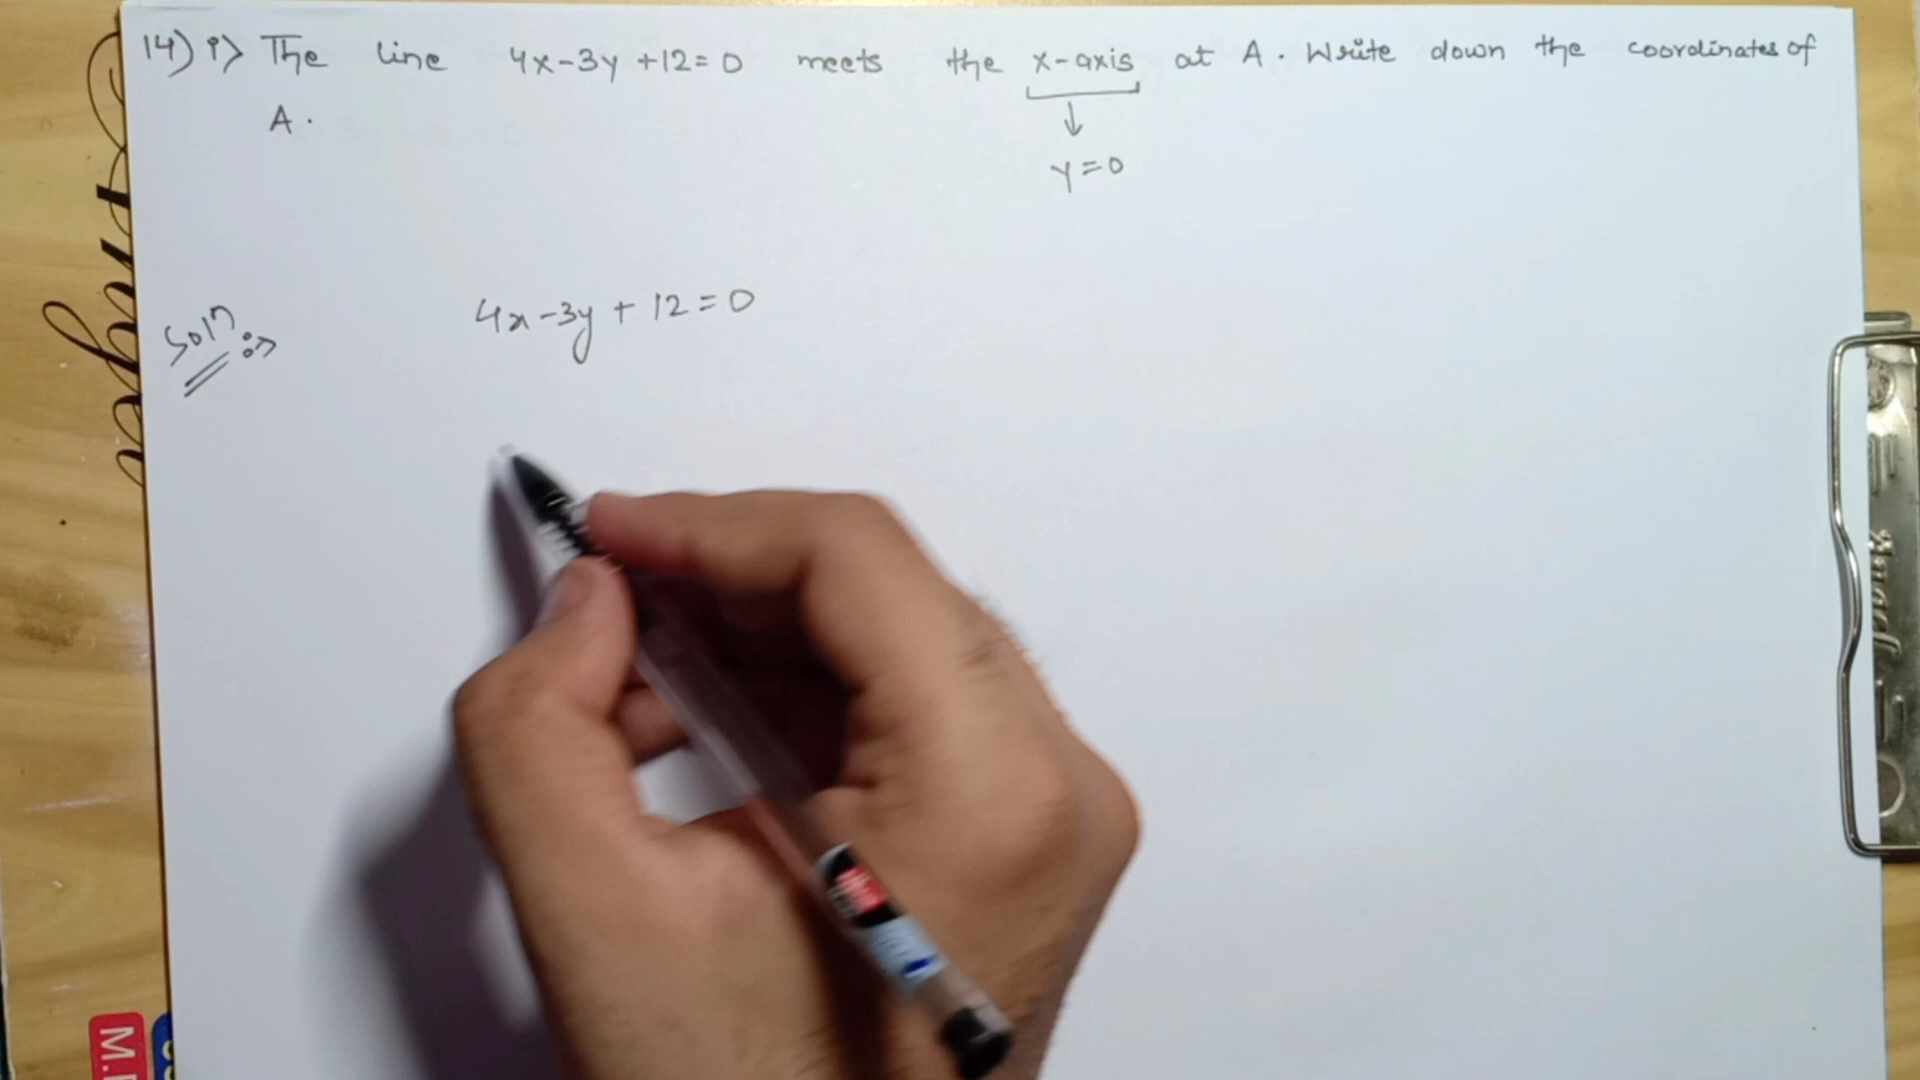 14) i) The line 4x-3y+12=0 meets the x-axis at A. Write down the coordinates of
A.
↓
y=0
Soln :⇒ 4x-3y+12=0
M.